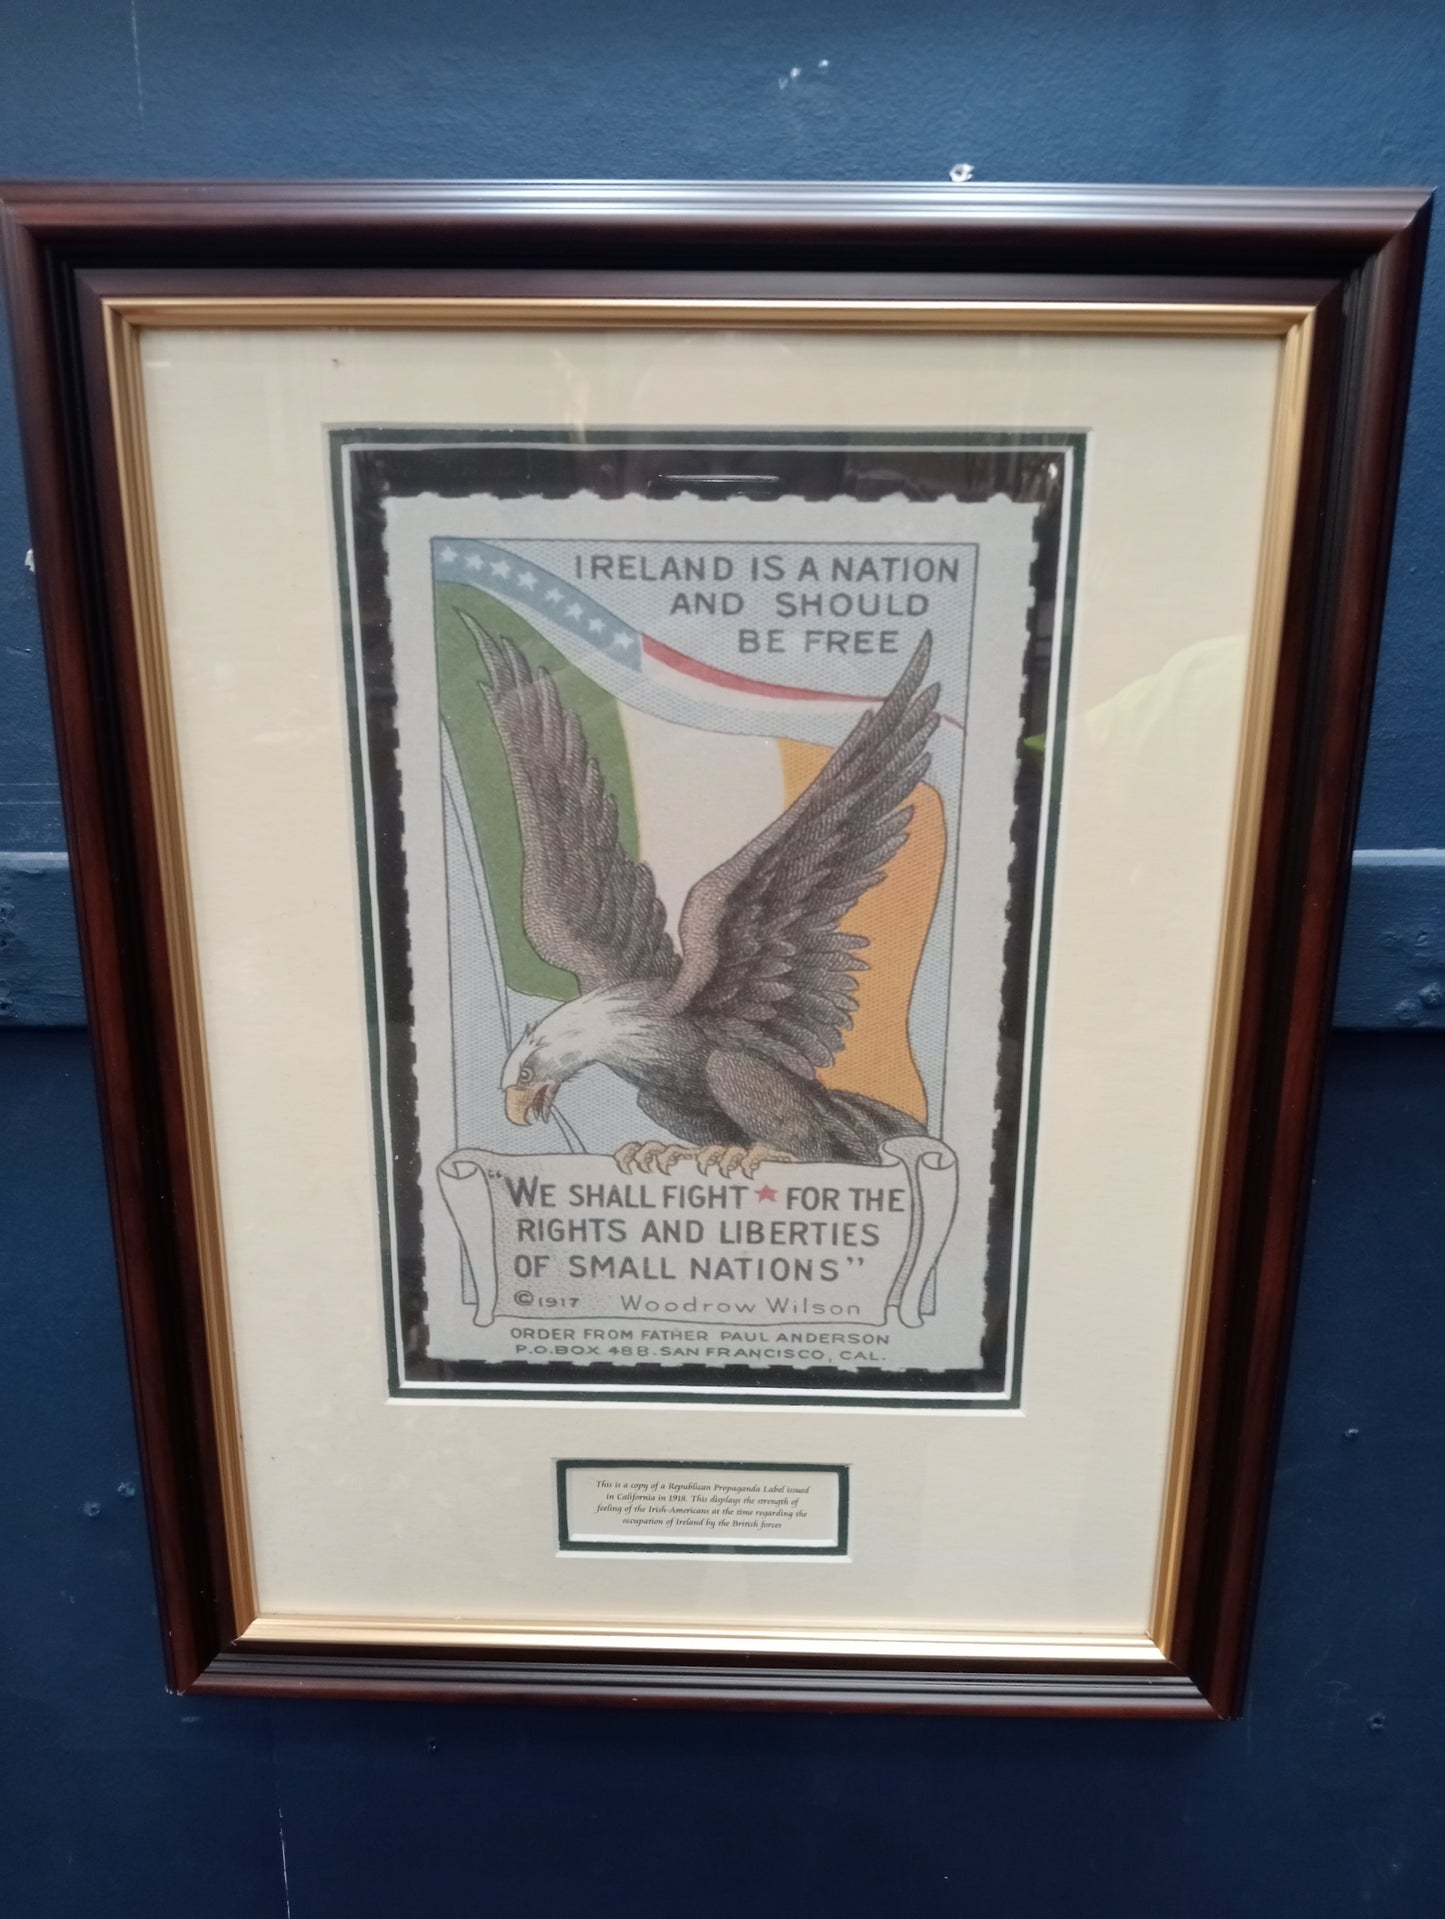 IRELAND IS A NATION
AND SHOULD
BE FREE
"WE SHALL FIGHT ★ FOR THE
RIGHTS AND LIBERTIES
OF SMALL NATIONS"
© 1917 Woodrow Wilson
ORDER FROM FATHER PAUL ANDERSON
P.O.BOX 488. SAN FRANCISCO, CAL.
This is a copy of a Republican Propaganda Label issued
in California in 1918. This displays the strength of
feeling of the Irish-Americans at the time regarding the
occupation of Ireland by the British forces